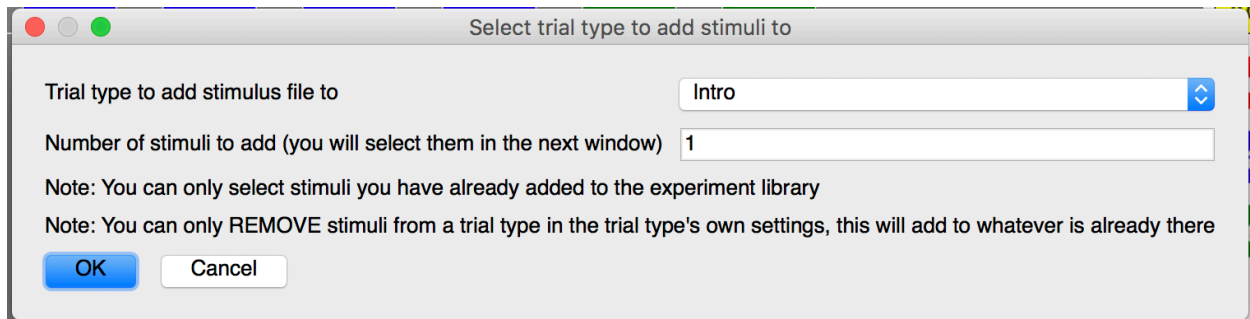 Select trial type to add stimuli to
Trial type to add stimulus file to Intro
Number of stimuli to add (you will select them in the next window) 1
Note: You can only select stimuli you have already added to the experiment library
Note: You can only REMOVE stimuli from a trial type in the trial type's own settings, this will add to whatever is already there
OK Cancel